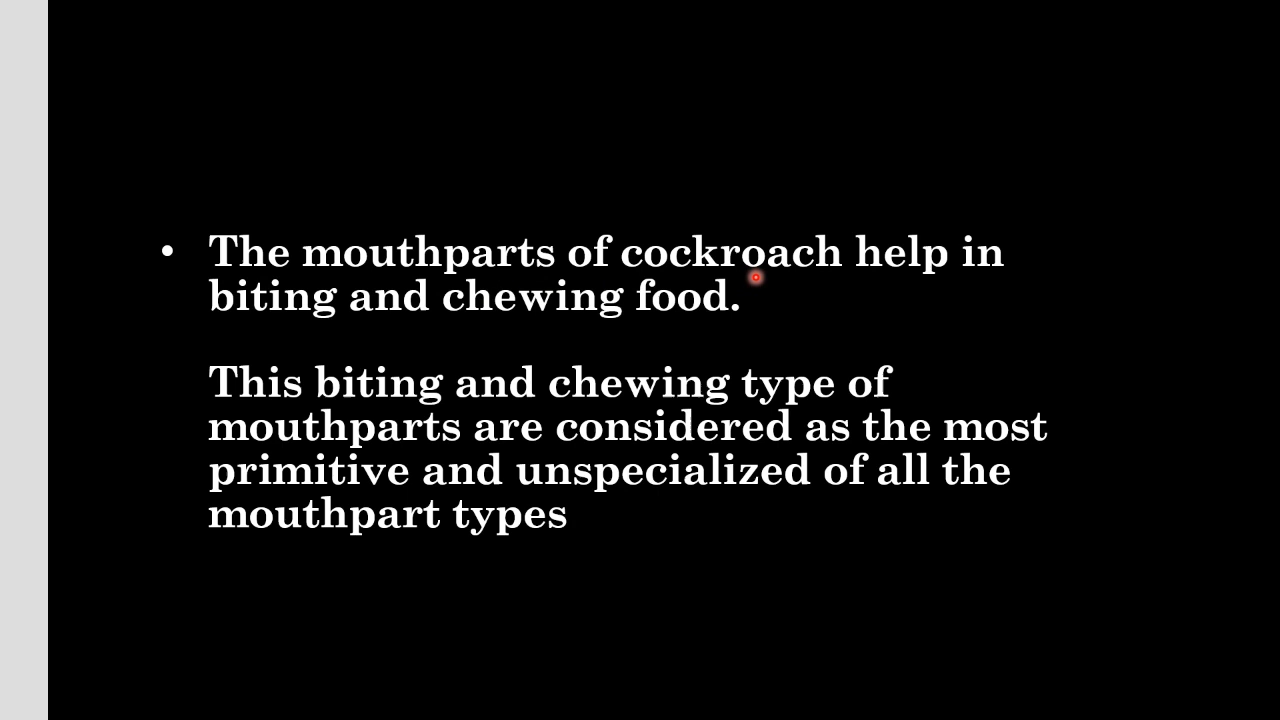 • The mouthparts of cockroach help in
biting and chewing food.
This biting and chewing type of
mouthparts are considered as the most
primitive and unspecialized of all the
mouthpart types